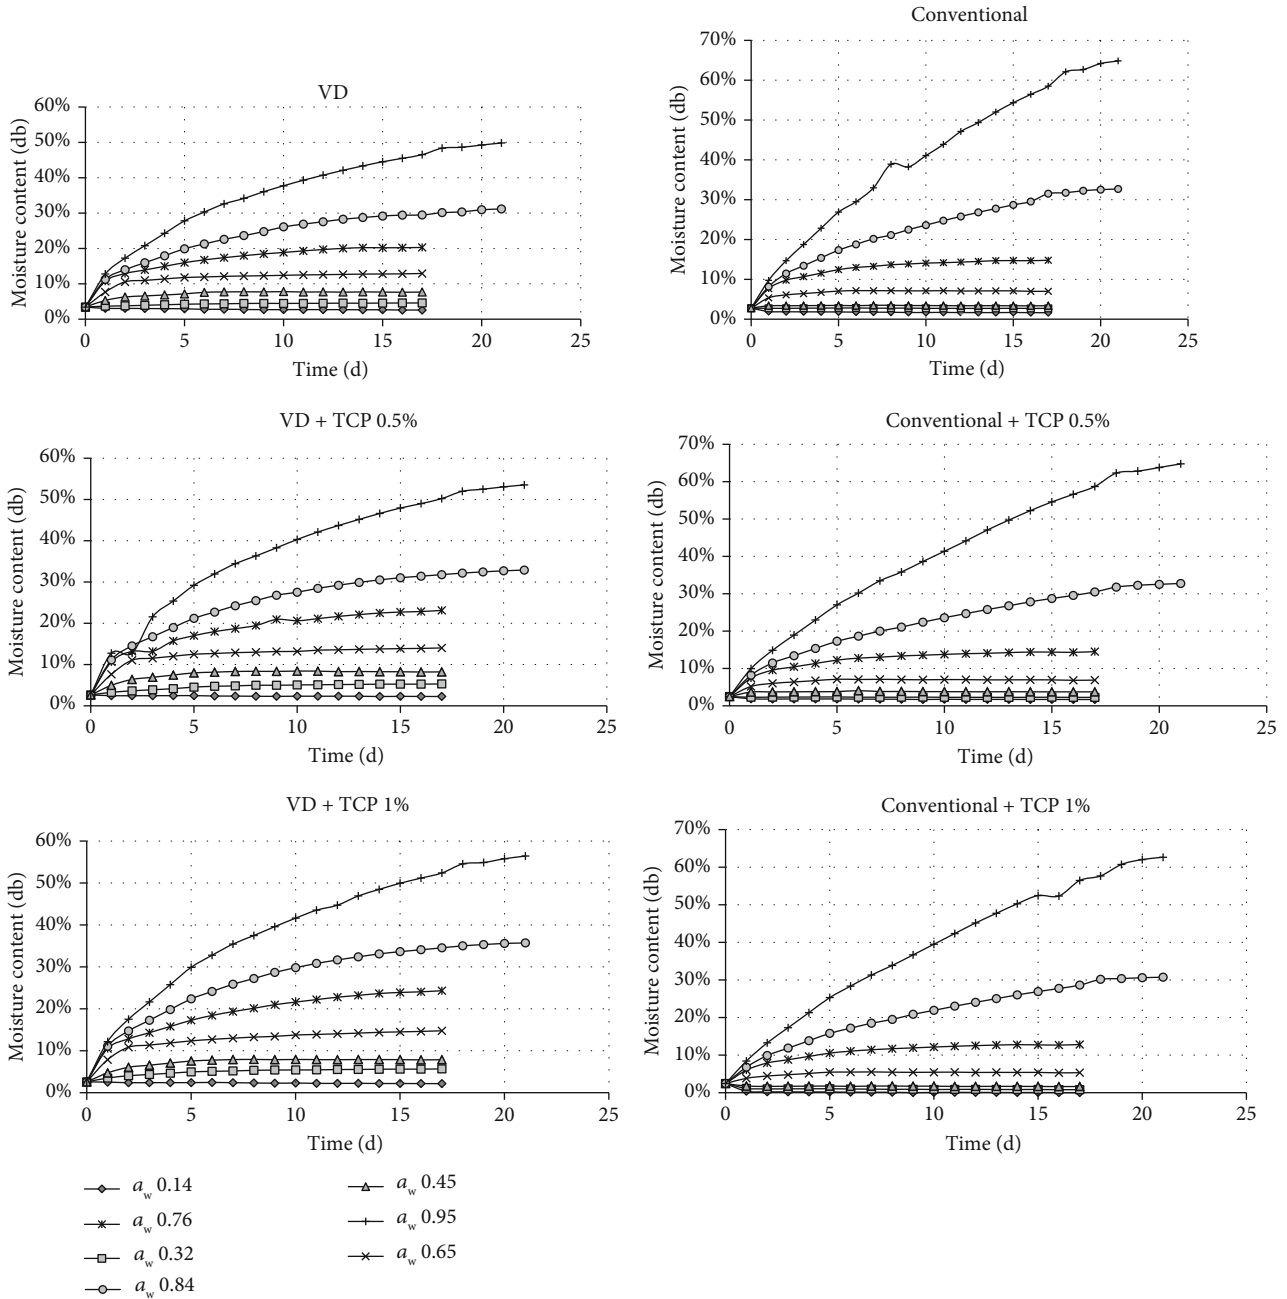 VD
Moisture content (db)
60%
50%
40%
30%
20%
10%
0%
0 5 10 15 20 25
Time (d)
Conventional
Moisture content (db)
70%
60%
50%
40%
30%
20%
10%
0%
0 5 10 15 20 25
Time (d)
VD + TCP 0.5%
Moisture content (db)
60%
50%
40%
30%
20%
10%
0%
0 5 10 15 20 25
Time (d)
Conventional + TCP 0.5%
Moisture content (db)
70%
60%
50%
40%
30%
20%
10%
0%
0 5 10 15 20 25
Time (d)
VD + TCP 1%
Moisture content (db)
60%
50%
40%
30%
20%
10%
0%
0 5 10 15 20 25
Time (d)
Conventional + TCP 1%
Moisture content (db)
70%
60%
50%
40%
30%
20%
10%
0%
0 5 10 15 20 25
Time (d)
a_w 0.14
a_w 0.76
a_w 0.32
a_w 0.84
a_w 0.45
a_w 0.95
a_w 0.65